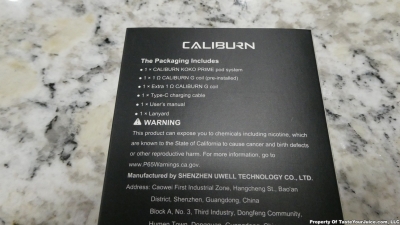 CALIBURN
The Packaging Includes
● 1 × CALIBURN KOKO PRIME pod system
● 1 × 1 Ω CALIBURN G coil (pre-installed)
● 1 × Extra 1 Ω CALIBURN G coil
● 1 × Type-C charging cable
● 1 × User's manual
● 1 × Lanyard
⚠ WARNING
This product can expose you to chemicals including nicotine, which
are known to the State of California to cause cancer and birth defects
or other reproductive harm. For more information, go to
www.P65Warnings.ca.gov.
Manufactured by SHENZHEN UWELL TECHNOLOGY CO., LTD.
Address: Caowei First Industrial Zone, Hangcheng St., Bao'an
District, Shenzhen, Guangdong, China
Block A, No. 3, Third Industry, Dongfeng Community,
Humen Town, Dongguan, Guangdong,
Property Of TasteYourJuice.com, LLC